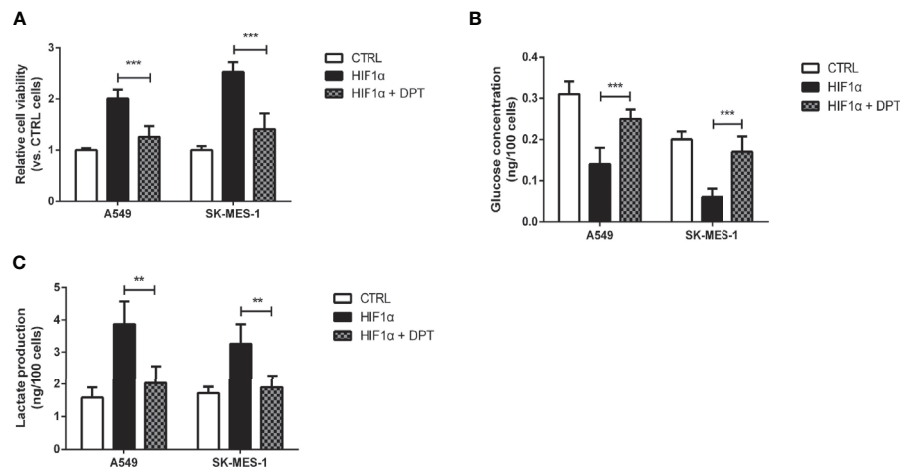 A
Relative cell viability
(vs. CTRL cells)
3
2
1
0
***
***
A549
SK-MES-1
CTRL
HIF1α
HIF1α + DPT
B
Glucose concentration
(ng/100 cells)
0.4
0.3
0.2
0.1
0.0
***
***
A549
SK-MES-1
CTRL
HIF1α
HIF1α + DPT
C
Lactate production
(ng/100 cells)
5
4
3
2
1
0
**
**
A549
SK-MES-1
CTRL
HIF1α
HIF1α + DPT